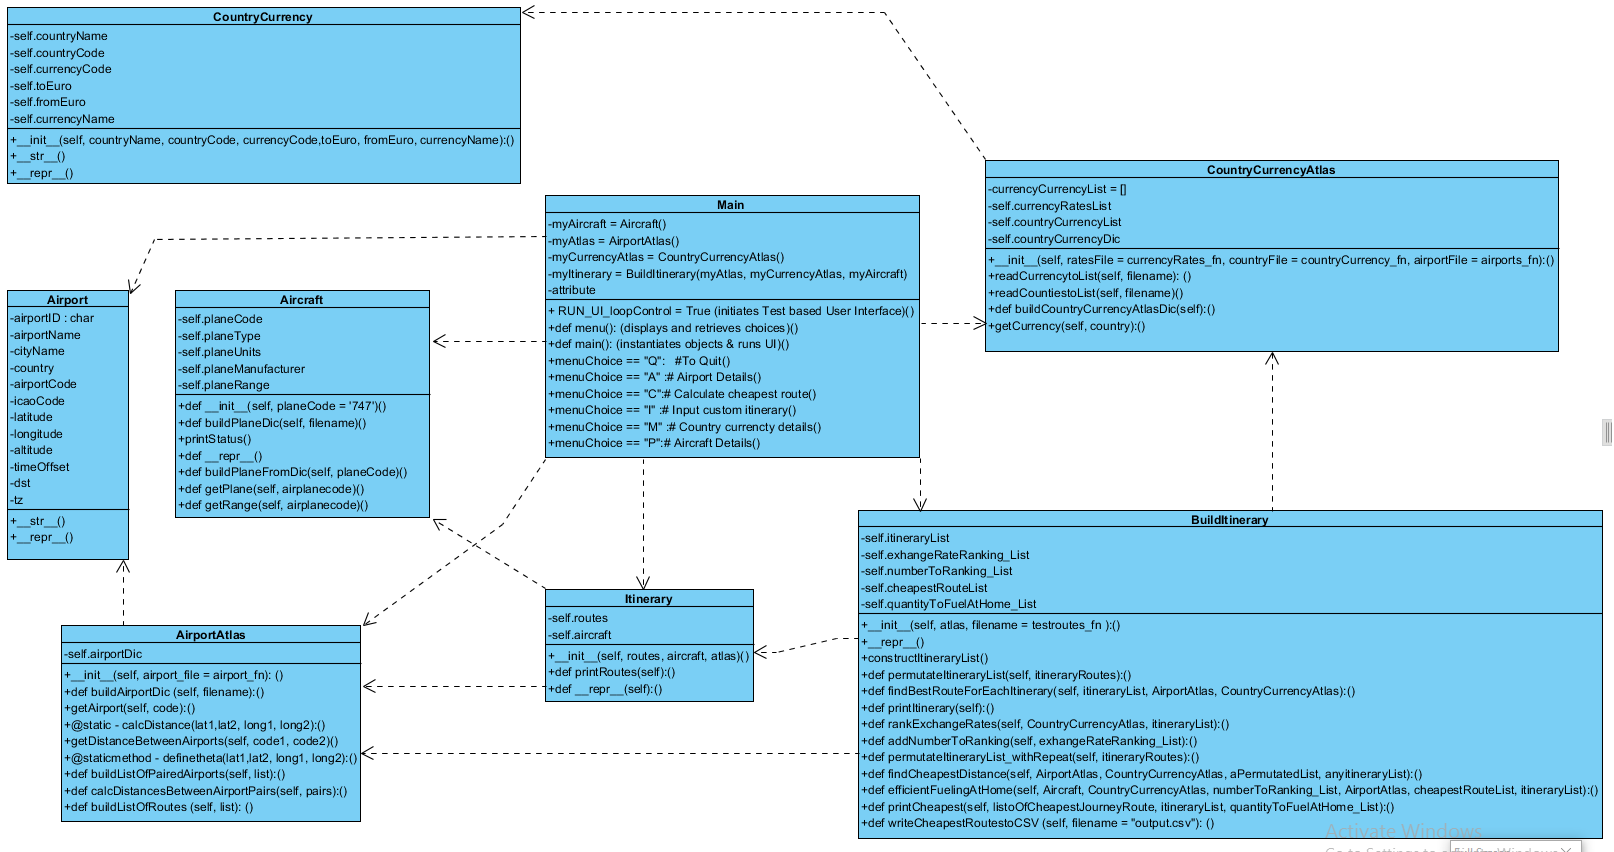 CountryCurrency
-self.countryName
-self.countryCode
-self.currencyCode
-self.toEuro
-self.fromEuro
-self.currencyName
+__init__(self, countryName, countryCode, currencyCode,toEuro, fromEuro, currencyName):()
+__str__()
+__repr__()
CountryCurrencyAtlas
-currencyCurrencyList = []
-self.currencyRatesList
-self.countryCurrencyList
-self.countryCurrencyDic
+__init__(self, ratesFile = currencyRates_fn, countryFile = countryCurrency_fn, airportFile = airports_fn):()
+readCurrencytoList(self, filename): ()
+readCountiestoList(self, filename)()
+def buildCountryCurrencyAtlasDic(self):()
+getCurrency(self, country):()
Main
-myAircraft = Aircraft()
-myAtlas = AirportAtlas()
-myCurrencyAtlas = CountryCurrencyAtlas()
-myItinerary = BuildItinerary(myAtlas, myCurrencyAtlas, myAircraft)
-attribute
+ RUN_UI_loopControl = True (initiates Test based User Interface)()
+def menu(): (displays and retrieves choices)()
+def main(): (instantiates objects & runs UI)()
+menuChoice == "Q":   #To Quit()
+menuChoice == "A" :# Airport Details()
+menuChoice == "C":# Calculate cheapest route()
+menuChoice == "I" :# Input custom itinerary()
+menuChoice == "M" :# Country currencty details()
+menuChoice == "P":# Aircraft Details()
Airport
-airportID : char
-airportName
-cityName
-country
-airportCode
-icaoCode
-latitude
-longitude
-altitude
-timeOffset
-dst
-tz
+__str__()
+__repr__()
Aircraft
-self.planeCode
-self.planeType
-self.planeUnits
-self.planeManufacturer
-self.planeRange
+def __init__(self, planeCode = '747')()
+def buildPlaneDic(self, filename)()
+printStatus()
+def __repr__()
+def buildPlaneFromDic(self, planeCode)()
+def getPlane(self, airplanecode)()
+def getRange(self, airplanecode)()
BuildItinerary
-self.itineraryList
-self.exhangeRateRanking_List
-self.numberToRanking_List
-self.cheapestRouteList
-self.quantityToFuelAtHome_List
+__init__(self, atlas, filename = testroutes_fn ):()
+__repr__()
+constructItineraryList()
+def permutateItineraryList(self, itineraryRoutes):()
+def findBestRouteForEachItinerary(self, itineraryList, AirportAtlas, CountryCurrencyAtlas):()
+def printItinerary(self):()
+def rankExchangeRates(self, CountryCurrencyAtlas, itineraryList):()
+def addNumberToRanking(self, exhangeRateRanking_List):()
+def permutateItineraryList_withRepeat(self, itineraryRoutes):()
+def findCheapestDistance(self, AirportAtlas, CountryCurrencyAtlas, aPermutatedList, anyitineraryList):()
+def efficientFuelingAtHome(self, Aircraft, CountryCurrencyAtlas, numberToRanking_List, AirportAtlas, cheapestRouteList, itineraryList):()
+def printCheapest(self, listoOfCheapestJourneyRoute, itineraryList, quantityToFuelAtHome_List):()
+def writeCheapestRoutestoCSV (self, filename = "output.csv"): ()
Itinerary
-self.routes
-self.aircraft
+__init__(self, routes, aircraft, atlas)()
+def printRoutes(self):()
+def __repr__(self):()
AirportAtlas
-self.airportDic
+__init__(self, airport_file = airport_fn): ()
+def buildAirportDic (self, filename):()
+getAirport(self, code):()
+@static - calcDistance(lat1,lat2, long1, long2):()
+getDistanceBetweenAirports(self, code1, code2)()
+@staticmethod - definetheta(lat1,lat2, long1, long2):()
+def buildListOfPairedAirports(self, list):()
+def calcDistancesBetweenAirportPairs(self, pairs):()
+def buildListOfRoutes (self, list): ()
Activate Windows
Go to Settings to